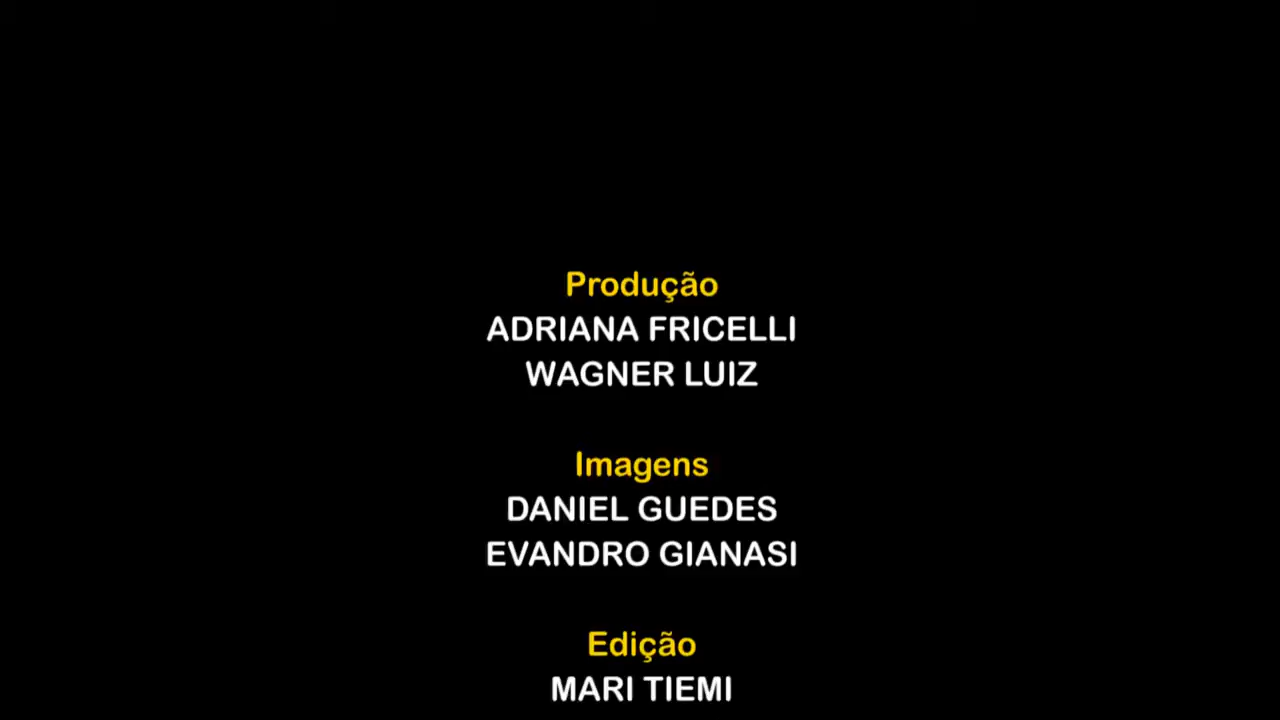 Produção
ADRIANA FRICELLI
WAGNER LUIZ
Imagens
DANIEL GUEDES
EVANDRO GIANASI
Edição
MARI TIEMI